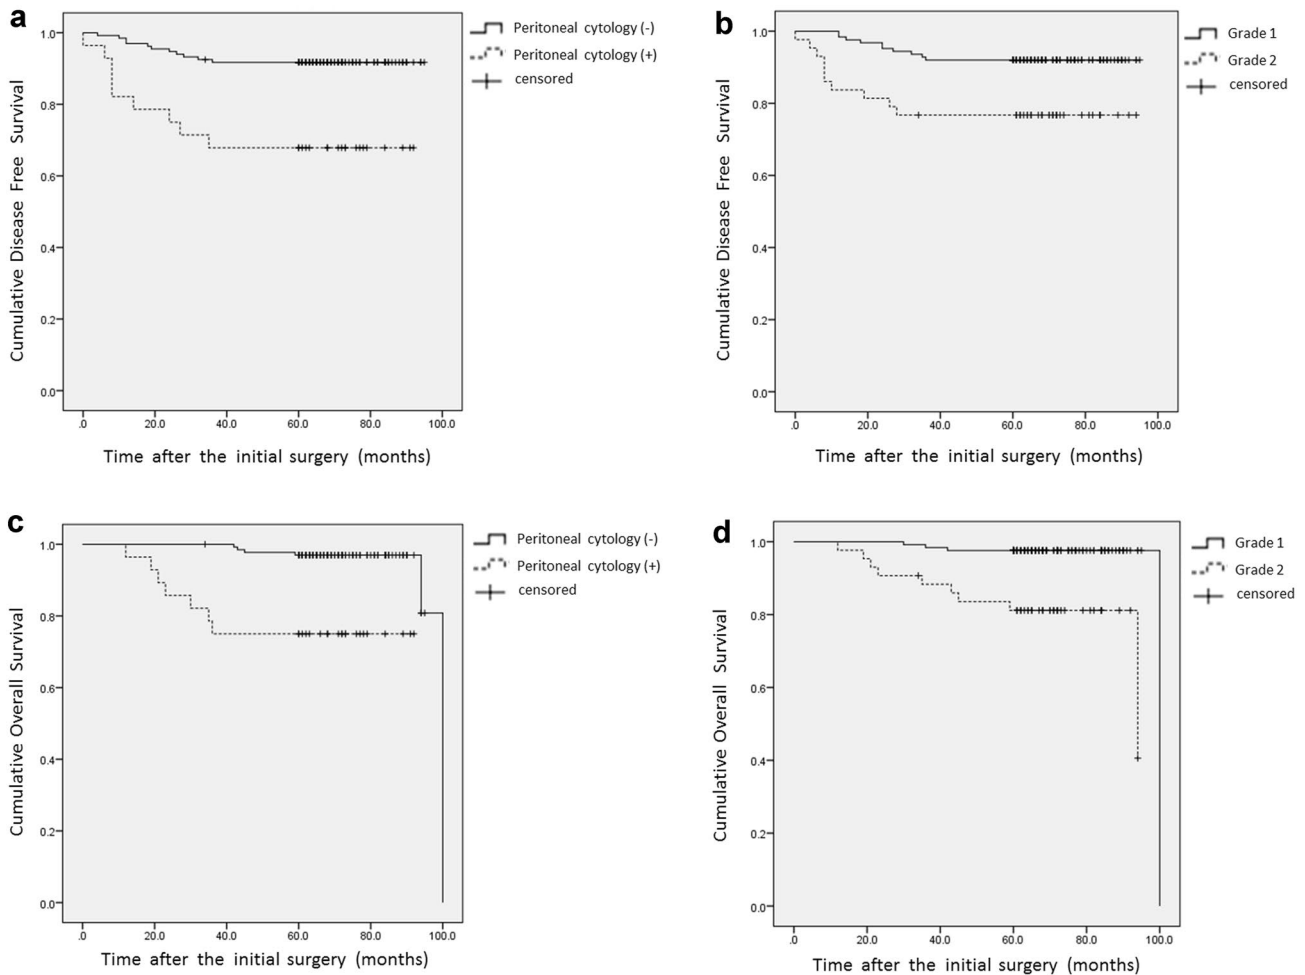 a
Peritoneal cytology (-)
Peritoneal cytology (+)
censored
Cumulative Disease Free Survival
1.0
0.8
0.6
0.4
0.2
0.0
.0 20.0 40.0 60.0 80.0 100.0
Time after the initial surgery (months)
b
Grade 1
Grade 2
censored
Cumulative Disease Free Survival
1.0
0.8
0.6
0.4
0.2
0.0
.0 20.0 40.0 60.0 80.0 100.0
Time after the initial surgery (months)
c
Peritoneal cytology (-)
Peritoneal cytology (+)
censored
Cumulative Overall Survival
1.0
0.8
0.6
0.4
0.2
0.0
.0 20.0 40.0 60.0 80.0 100.0
Time after the initial surgery (months)
d
Grade 1
Grade 2
censored
Cumulative Overall Survival
1.0
0.8
0.6
0.4
0.2
0.0
.0 20.0 40.0 60.0 80.0 100.0
Time after the initial surgery (months)